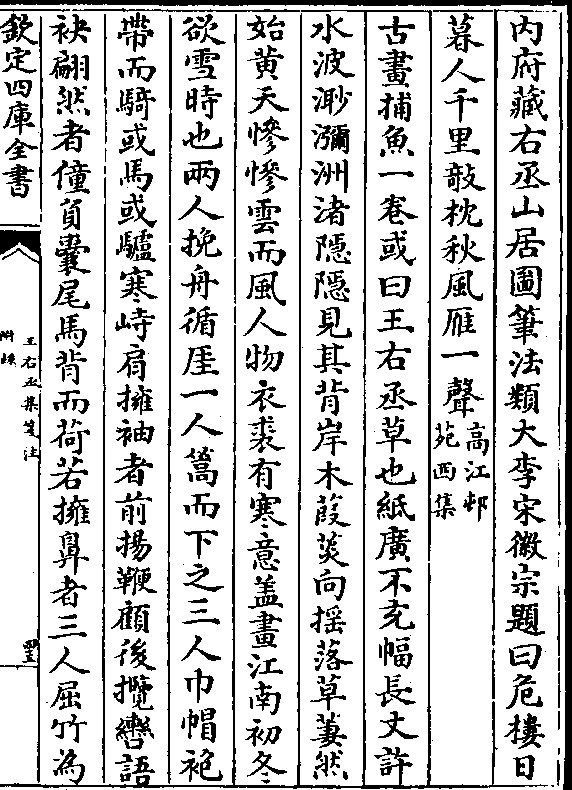 內府藏右丞山居圖筆法類大李宋徽宗題曰危樓日
暮人千里攲枕秋風雁一聲高江邨苑西集
古畫捕魚一卷或曰王右丞草也紙廣不充幅長丈許
水波渺瀰洲渚隱隱見其背岸木葭菼向揺落草萋然
始黃天慘慘雲而風人物衣裘有寒意盖畫江南初冬
欲雪時也兩人挽舟循厓一人篙而下之三人巾帽袍
帶而騎或馬或驢寒峙肩擁袖者前揚鞭顧後攬轡語
袂翩然者僮負囊尾馬背而荷若擁鼻者三人屈竹為
欽定四庫全書
王右丞集箋注
附錄